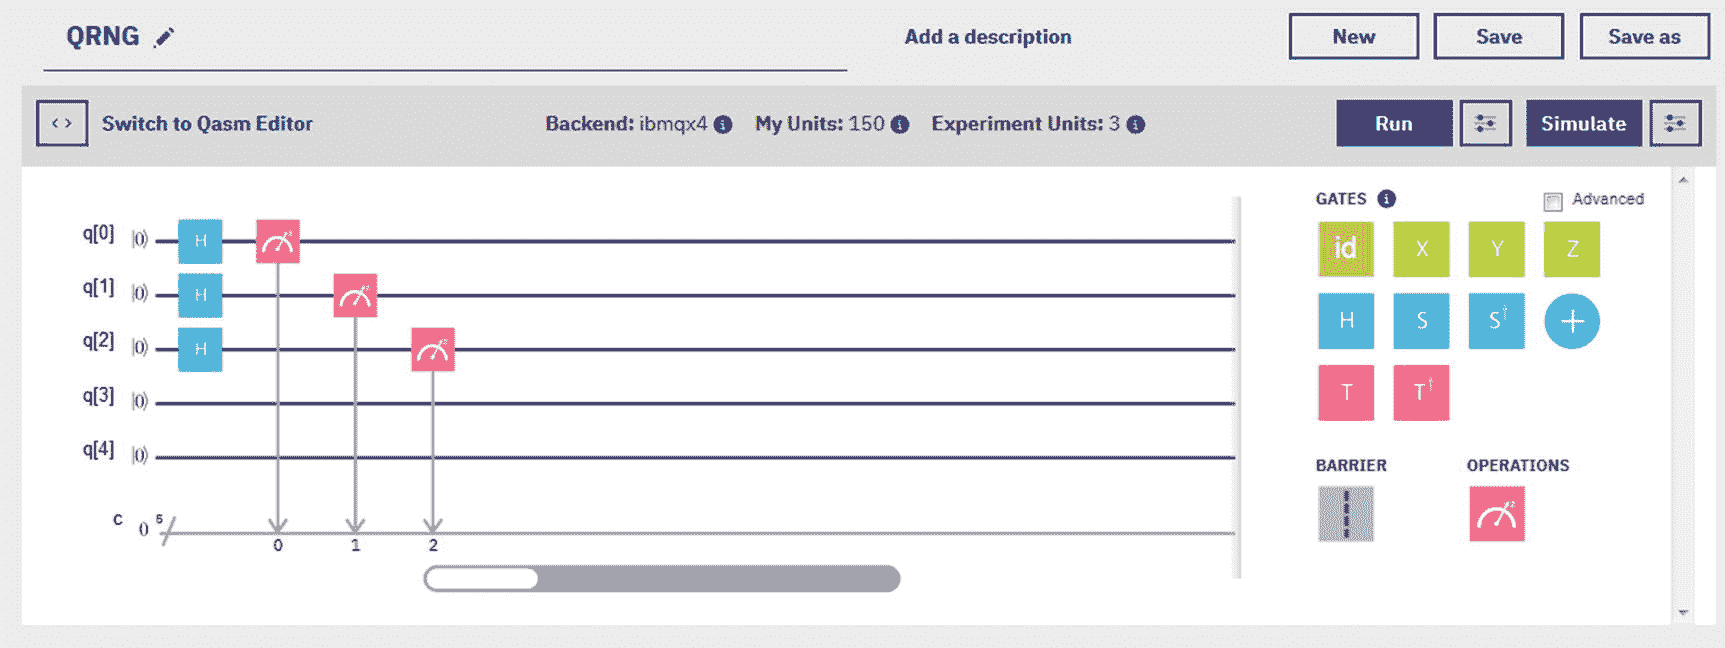 QRNG Add a description New Save Save as
< > Switch to Qasm Editor Backend: ibmqx4 i My Units: 150 i Experiment Units: 3 i Run Simulate
GATES i Advanced
q[0] |0⟩ H
id X Y Z
q[1] |0⟩ H
H S S† +
q[2] |0⟩ H
q[3] |0⟩
T T†
q[4] |0⟩
BARRIER OPERATIONS
c 0 5
0 1 2